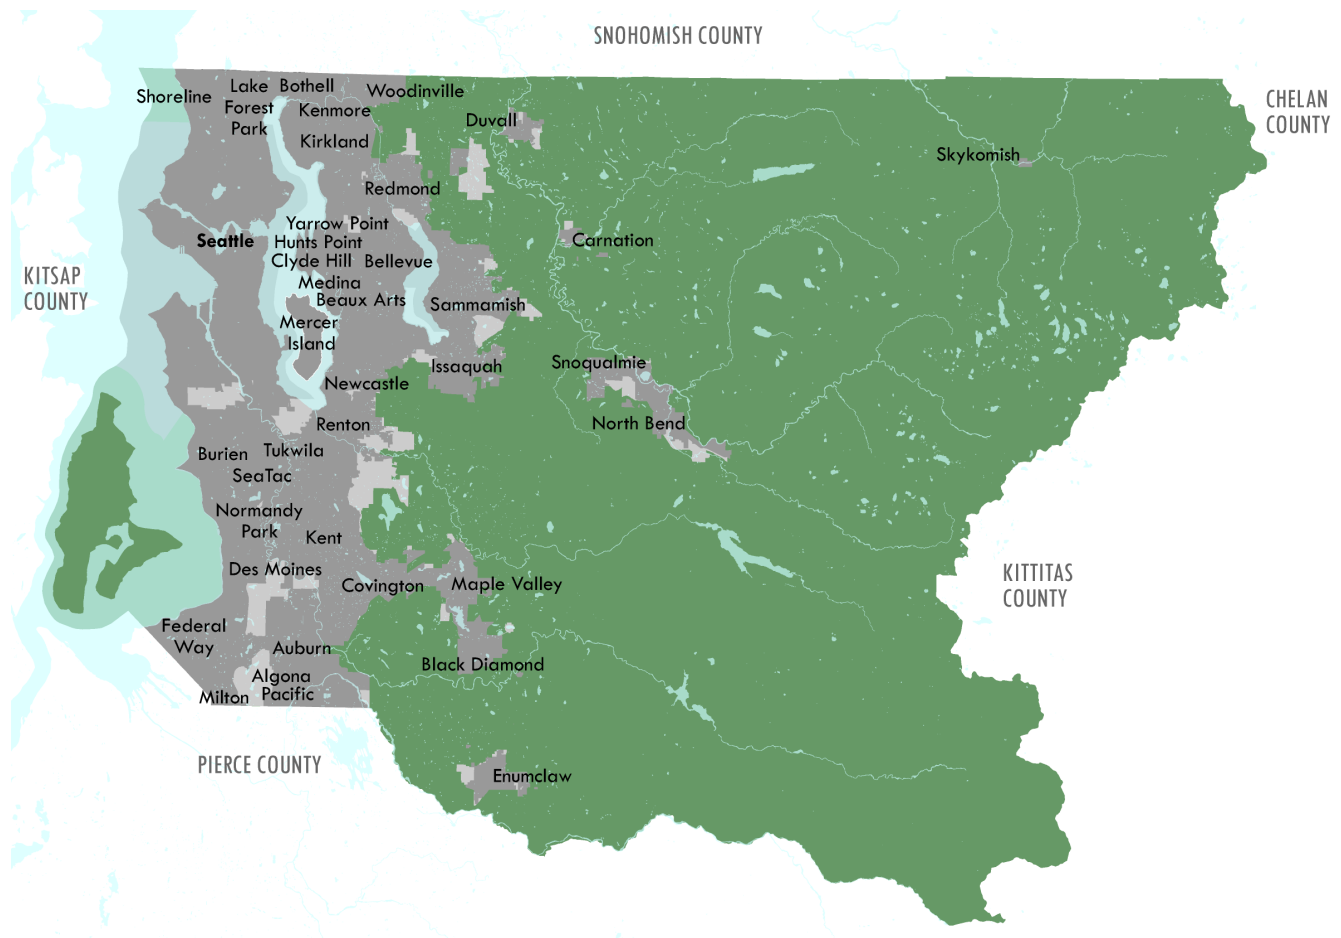 SNOHOMISH COUNTY
CHELAN
COUNTY
Shoreline
Lake
Forest
Park
Bothell
Kenmore
Woodinville
Kirkland
Duvall
Skykomish
Redmond
Yarrow Point
Seattle
Hunts Point
Carnation
Clyde Hill
Bellevue
KITSAP
COUNTY
Medina
Beaux Arts
Sammamish
Mercer
Island
Issaquah
Snoqualmie
Newcastle
Renton
North Bend
Burien
Tukwila
SeaTac
Normandy
Park
Kent
Des Moines
Covington
Maple Valley
KITTITAS
COUNTY
Federal
Way
Auburn
Black Diamond
Algona
Pacific
Milton
PIERCE COUNTY
Enumclaw